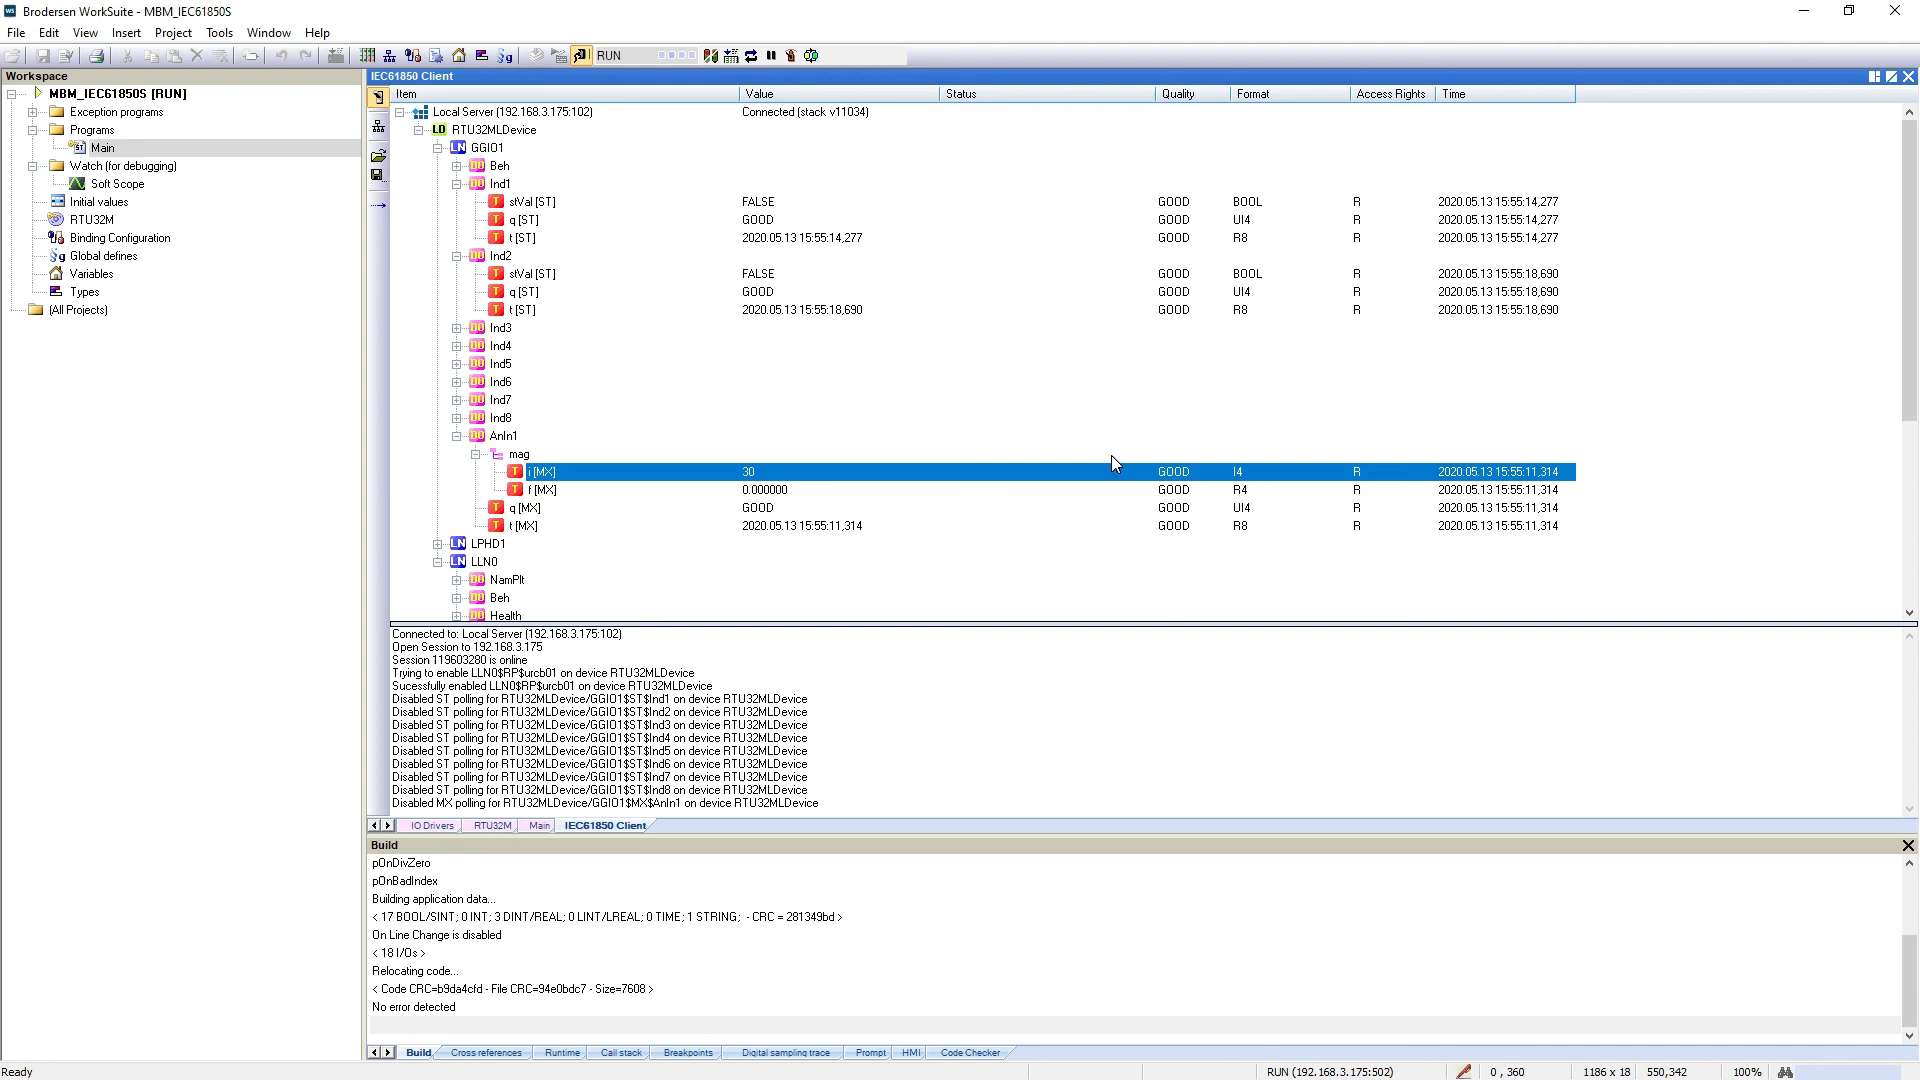 Brodersen WorkSuite - MBM_IEC61850S
File Edit View Insert Project Tools Window Help
RUN
Workspace
MBM_IEC61850S [RUN]
Exception programs
Programs
Main
Watch (for debugging)
Soft Scope
Initial values
RTU32M
Binding Configuration
Global defines
Variables
Types
(All Projects)
IEC61850 Client
Item Value Status Quality Format Access Rights Time
Local Server (192.168.3.175:102) Connected (stack v11034)
LD RTU32MLDevice
LN GGIO1
DO Beh
DO Ind1
T stVal [ST] FALSE GOOD BOOL R 2020.05.13 15:55:14,277
T q [ST] GOOD GOOD UI4 R 2020.05.13 15:55:14,277
T t [ST] 2020.05.13 15:55:14,277 GOOD R8 R 2020.05.13 15:55:14,277
DO Ind2
T stVal [ST] FALSE GOOD BOOL R 2020.05.13 15:55:18,690
T q [ST] GOOD GOOD UI4 R 2020.05.13 15:55:18,690
T t [ST] 2020.05.13 15:55:18,690 GOOD R8 R 2020.05.13 15:55:18,690
DO Ind3
DO Ind4
DO Ind5
DO Ind6
DO Ind7
DO Ind8
DO AnIn1
mag
T i [MX] 30 GOOD I4 R 2020.05.13 15:55:11,314
T f [MX] 0.000000 GOOD R4 R 2020.05.13 15:55:11,314
T q [MX] GOOD GOOD UI4 R 2020.05.13 15:55:11,314
T t [MX] 2020.05.13 15:55:11,314 GOOD R8 R 2020.05.13 15:55:11,314
LN LPHD1
LN LLN0
DO NamPlt
DO Beh
DO Health
Connected to: Local Server (192.168.3.175:102)
Open Session to 192.168.3.175
Session 119603280 is online
Trying to enable LLN0$RP$urcb01 on device RTU32MLDevice
Sucessfully enabled LLN0$RP$urcb01 on device RTU32MLDevice
Disabled ST polling for RTU32MLDevice/GGIO1$ST$Ind1 on device RTU32MLDevice
Disabled ST polling for RTU32MLDevice/GGIO1$ST$Ind2 on device RTU32MLDevice
Disabled ST polling for RTU32MLDevice/GGIO1$ST$Ind3 on device RTU32MLDevice
Disabled ST polling for RTU32MLDevice/GGIO1$ST$Ind4 on device RTU32MLDevice
Disabled ST polling for RTU32MLDevice/GGIO1$ST$Ind5 on device RTU32MLDevice
Disabled ST polling for RTU32MLDevice/GGIO1$ST$Ind6 on device RTU32MLDevice
Disabled ST polling for RTU32MLDevice/GGIO1$ST$Ind7 on device RTU32MLDevice
Disabled ST polling for RTU32MLDevice/GGIO1$ST$Ind8 on device RTU32MLDevice
Disabled MX polling for RTU32MLDevice/GGIO1$MX$AnIn1 on device RTU32MLDevice
IO Drivers RTU32M Main IEC61850 Client
Build
pOnDivZero
pOnBadIndex
Building application data...
< 17 BOOL/SINT; 0 INT; 3 DINT/REAL; 0 LINT/LREAL; 0 TIME; 1 STRING; - CRC = 281349bd >
On Line Change is disabled
< 18 I/Os >
Relocating code...
< Code CRC=b9da4cfd - File CRC=94e0bdc7 - Size=7608 >
No error detected
Build Cross references Runtime Call stack Breakpoints Digital sampling trace Prompt HMI Code Checker
Ready RUN (192.168.3.175:502) 0 , 360 1186 x 18 550,342 100%